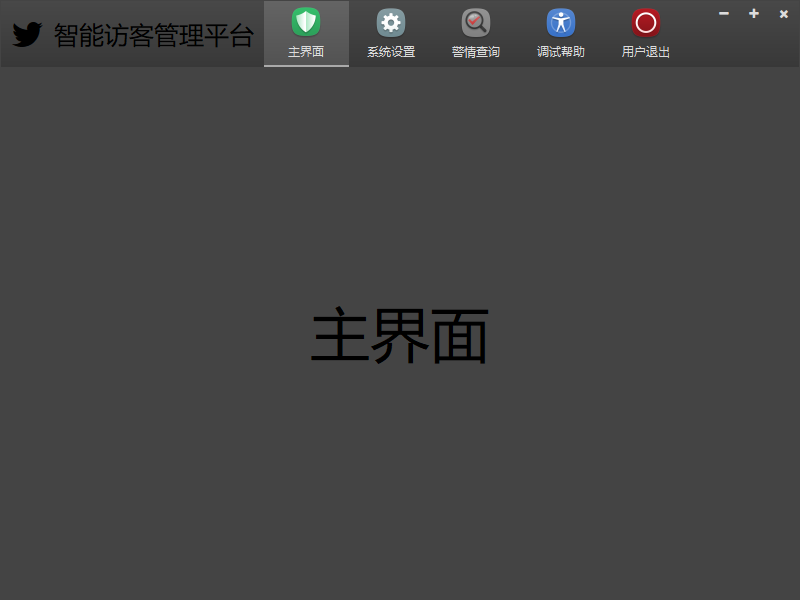 智能访客管理平台
主界面
系统设置
警情查询
调试帮助
用户退出
主界面